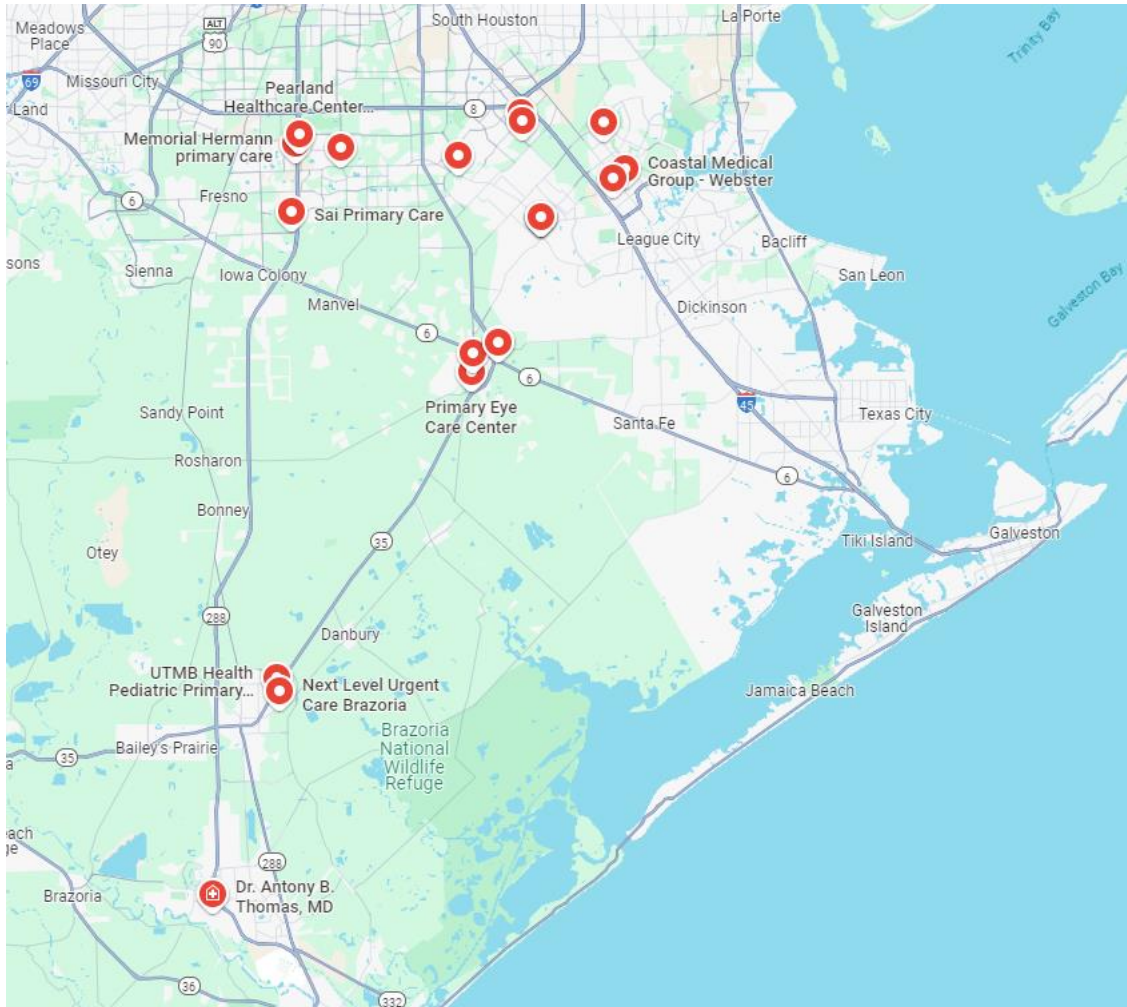 South Houston
La Porte
Meadows
Place
ALT
90
Trinity Bay
69
Missouri City
Land
Pearland
Healthcare Center...
8
Memorial Hermann
primary care
Coastal Medical
Group - Webster
6
Fresno
Sai Primary Care
League City
Bacliff
sons
Sienna
Iowa Colony
San Leon
Manvel
Dickinson
Galveston Bay
6
6
Sandy Point
Primary Eye
Care Center
45
Texas City
Santa Fe
Rosharon
6
Bonney
Otey
35
Tiki Island
Galveston
288
Galveston
Island
Danbury
UTMB Health
Pediatric Primary...
Next Level Urgent
Care Brazoria
Jamaica Beach
Brazoria
National
Wildlife
Refuge
35
Bailey's Prairie
a
each
ge
288
Brazoria
Dr. Antony B.
Thomas, MD
36
332